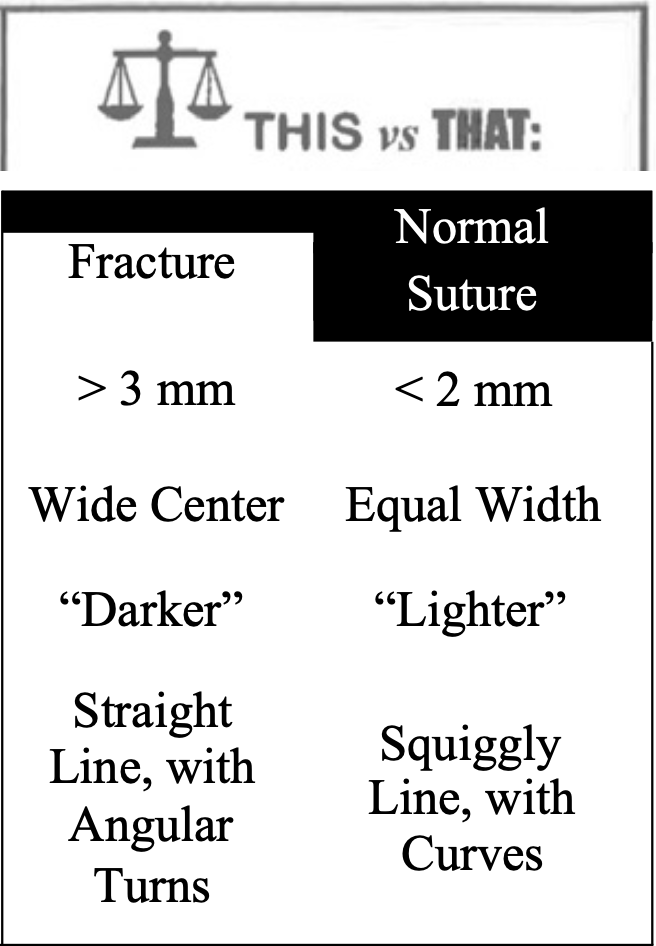 THIS vs THAT:
Fracture
Normal
Suture
> 3 mm
< 2 mm
Wide Center
Equal Width
“Darker”
“Lighter”
Straight
Line, with
Angular
Turns
Squiggly
Line, with
Curves